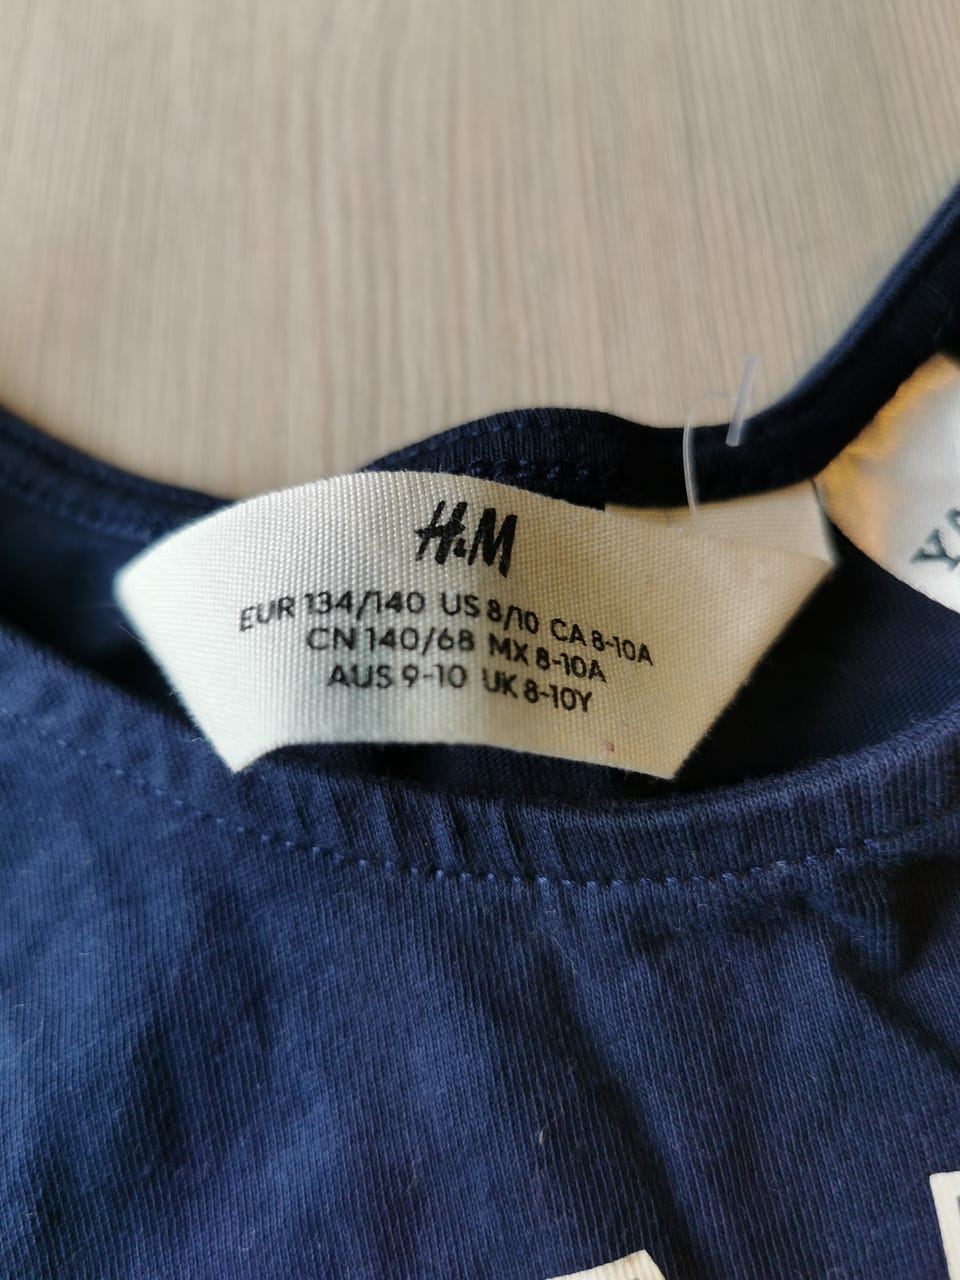 H&M
EUR 134/140 US 8/10 CA 8-10A
CN 140/68 MX 8-10A
AUS 9-10 UK 8-10Y